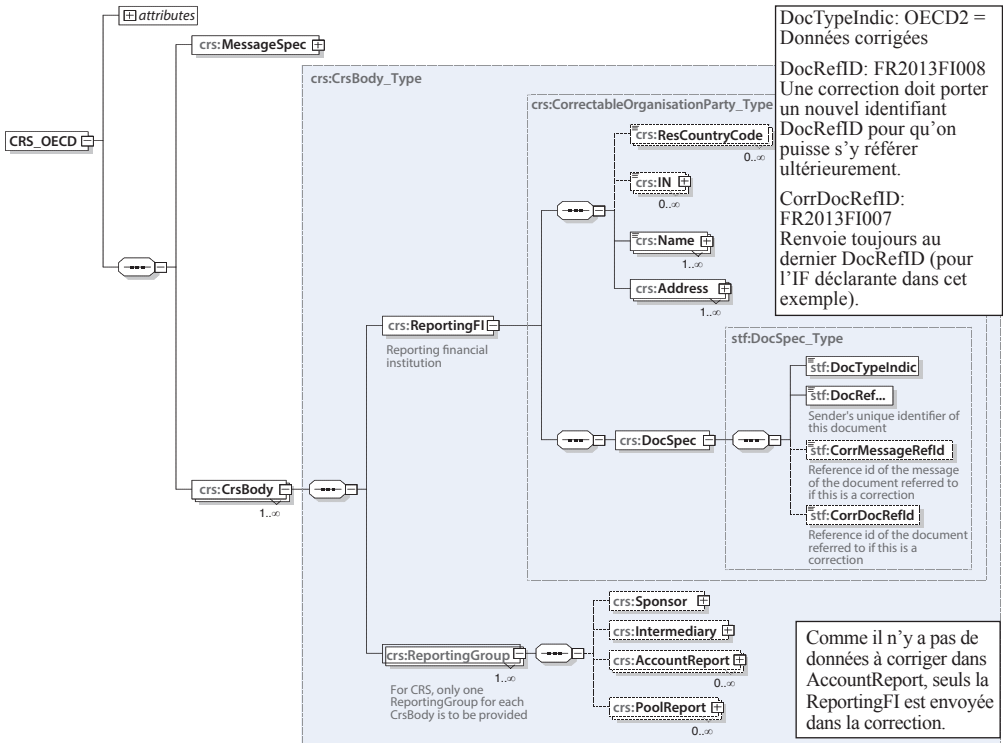 attributes
crs:MessageSpec
CRS_OECD
crs:CrsBody_Type
crs:CorrectableOrganisationParty_Type
crs:ResCountryCode
0..∞
crs:IN
0..∞
crs:Name
1..∞
crs:Address
1..∞
DocTypeIndic: OECD2 =
Données corrigées
DocRefID: FR2013FI008
Une correction doit porter
un nouvel identifiant
DocRefID pour qu’on
puisse s’y référer
ultérieurement.
CorrDocRefID:
FR2013FI007
Renvoie toujours au
dernier DocRefID (pour
l’IF déclarante dans cet
exemple).
crs:ReportingFI
Reporting financial
institution
stf:DocSpec_Type
crs:DocSpec
stf:DocTypeIndic
stf:DocRef...
Sender's unique identifier of
this document
stf:CorrMessageRefId
Reference id of the message
of the document referred to
if this is a correction
stf:CorrDocRefId
Reference id of the document
referred to if this is a
correction
crs:CrsBody
1..∞
crs:ReportingGroup
1..∞
For CRS, only one
ReportingGroup for each
CrsBody is to be provided
crs:Sponsor
crs:Intermediary
crs:AccountReport
0..∞
crs:PoolReport
0..∞
Comme il n’y a pas de
données à corriger dans
AccountReport, seuls la
ReportingFI est envoyée
dans la correction.